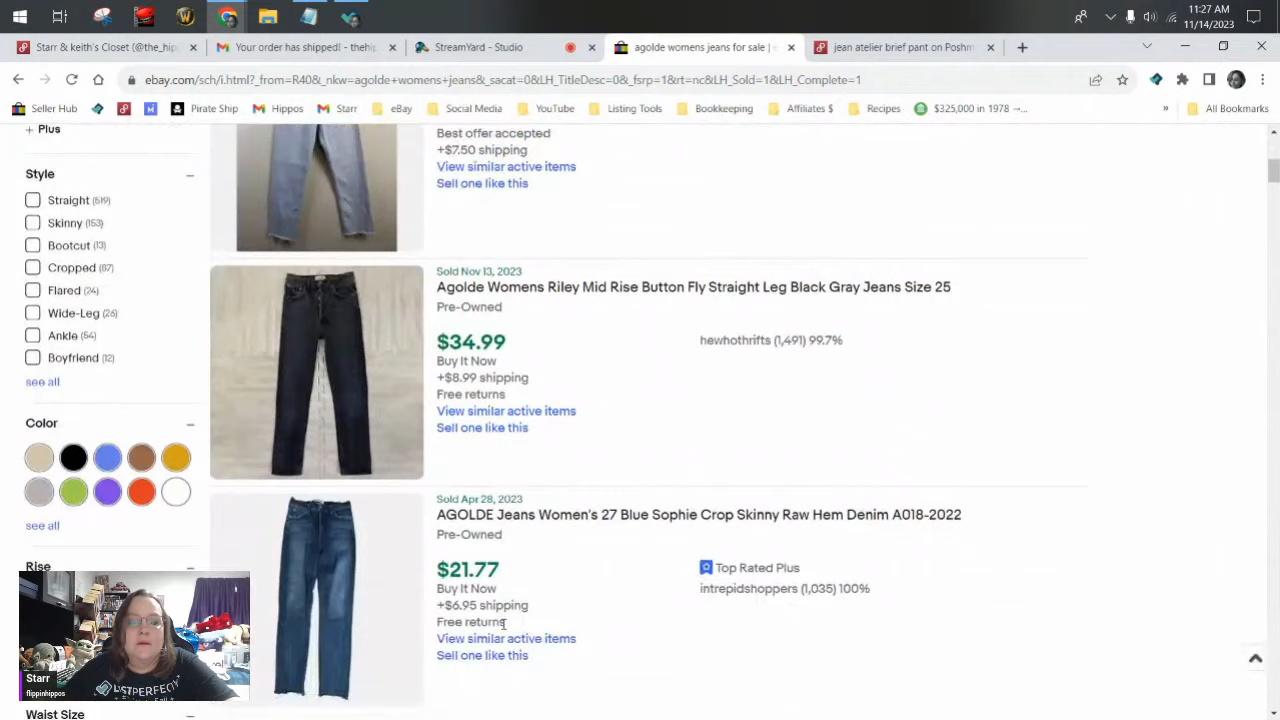 11:27 AM
11/14/2023
Starr & keith's Closet (@the_hip
Your order has shipped! - thehip
StreamYard - Studio
agolde womens jeans for sale | e
jean atelier brief pant on Poshm
ebay.com/sch/i.html?_from=R40&_nkw=agolde+womens+jeans&_sacat=0&LH_TitleDesc=0&_fsrp=1&rt=nc&LH_Sold=1&LH_Complete=1
Seller Hub
Pirate Ship
Hippos
Starr
eBay
Social Media
YouTube
Listing Tools
Bookkeeping
Affiliates $
Recipes
$325,000 in 1978 →...
»
All Bookmarks
Plus
Style
Straight (519)
Skinny (153)
Bootcut (13)
Cropped (87)
Flared (24)
Wide-Leg (26)
Ankle (54)
Boyfriend (12)
see all
Color
see all
Rise
Waist Size
Best offer accepted
+$7.50 shipping
View similar active items
Sell one like this
Sold Nov 13, 2023
Agolde Womens Riley Mid Rise Button Fly Straight Leg Black Gray Jeans Size 25
Pre-Owned
$34.99
hewhothrifts (1,491) 99.7%
Buy It Now
+$8.99 shipping
Free returns
View similar active items
Sell one like this
Sold Apr 28, 2023
AGOLDE Jeans Women's 27 Blue Sophie Crop Skinny Raw Hem Denim A018-2022
Pre-Owned
$21.77
Top Rated Plus
Buy It Now
intrepidshoppers (1,035) 100%
+$6.95 shipping
Free returns
View similar active items
Sell one like this
Starr
flippinhippos
LISTPERFECTLY